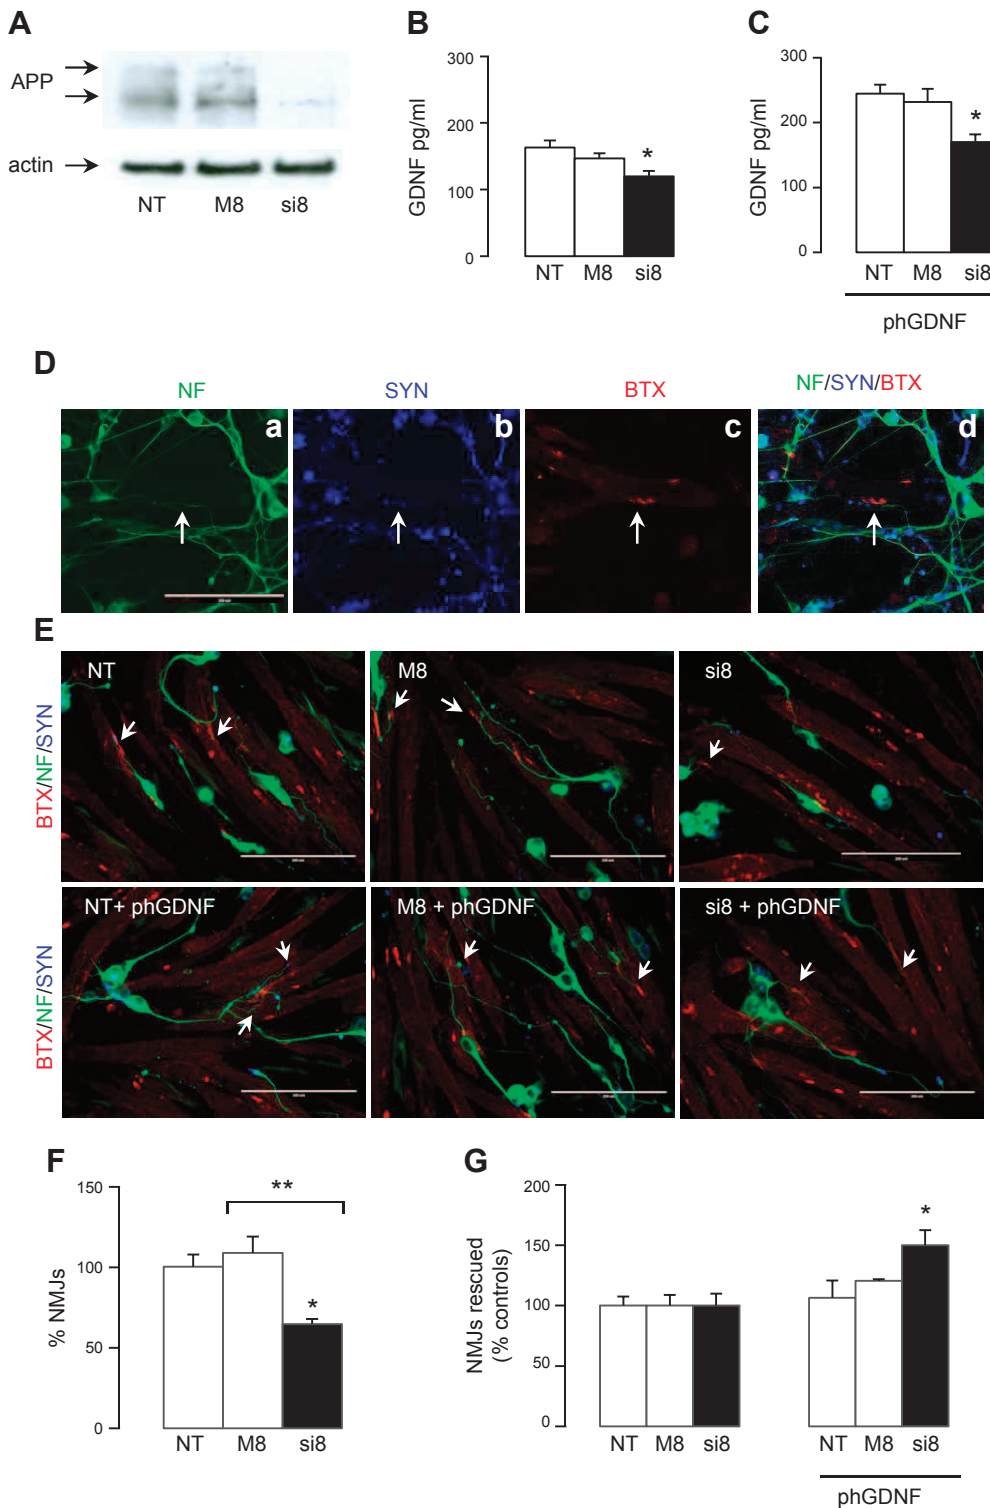 A
APP
actin
NT M8 si8
B
GDNF pg/ml
300
200
100
0
*
NT M8 si8
C
GDNF pg/ml
300
200
100
0
*
NT M8 si8
phGDNF
D
NF SYN BTX NF/SYN/BTX
a b c d
E
BTX/NF/SYN
NT M8 si8
BTX/NF/SYN
NT+ phGDNF M8 + phGDNF si8 + phGDNF
F
% NMJs
150
100
50
0
**
*
NT M8 si8
G
NMJs rescued
(% controls)
200
150
100
50
0
*
NT M8 si8 NT M8 si8
phGDNF